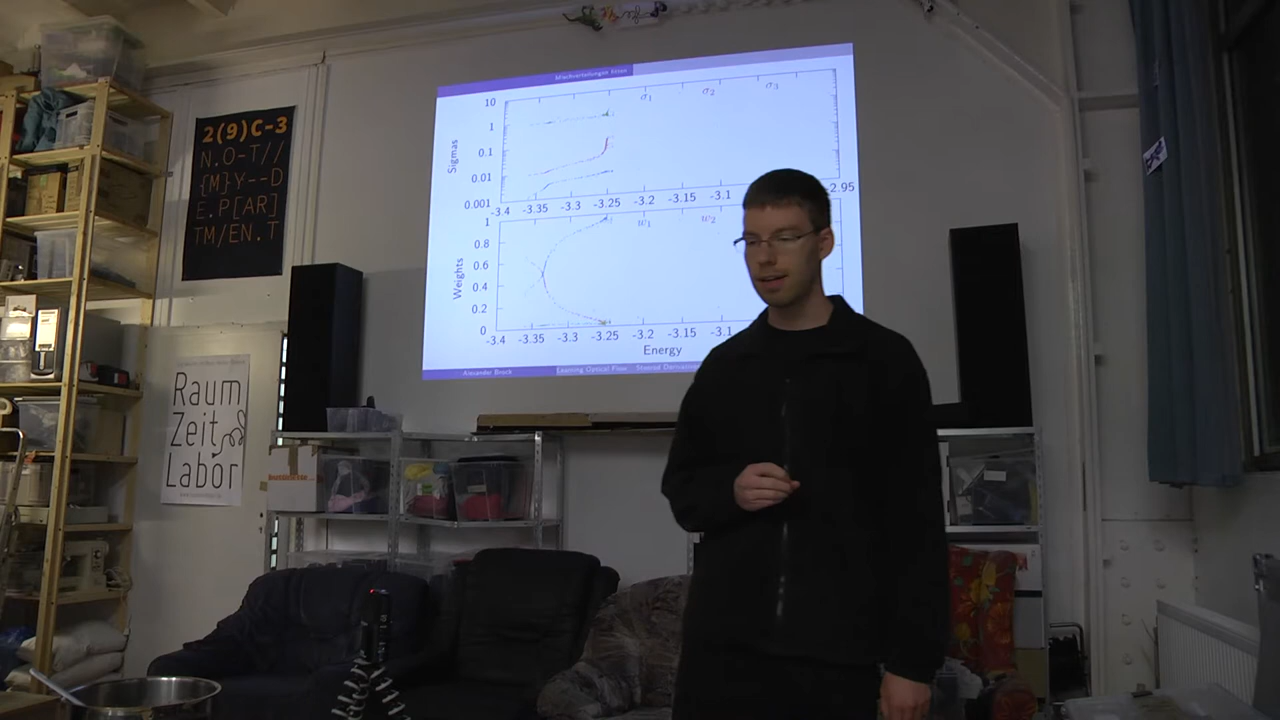 2(9)C-3
N.O-T//
{M}Y--D
E.P[AR]
TM/EN.T
Raum
Zeit
Labor
Mischverteilungen fitten
Sigmas
10
1
0.1
0.01
0.001
σ₁ σ₂ σ₃
-3.4 -3.35 -3.3 -3.25 -3.2 -3.15 -3.1 -2.95
Weights
1
0.8
0.6
0.4
0.2
0
w₁ w₂
-3.4 -3.35 -3.3 -3.25 -3.2 -3.15 -3.1
Energy
Alexander Brock Learning Optical Flow